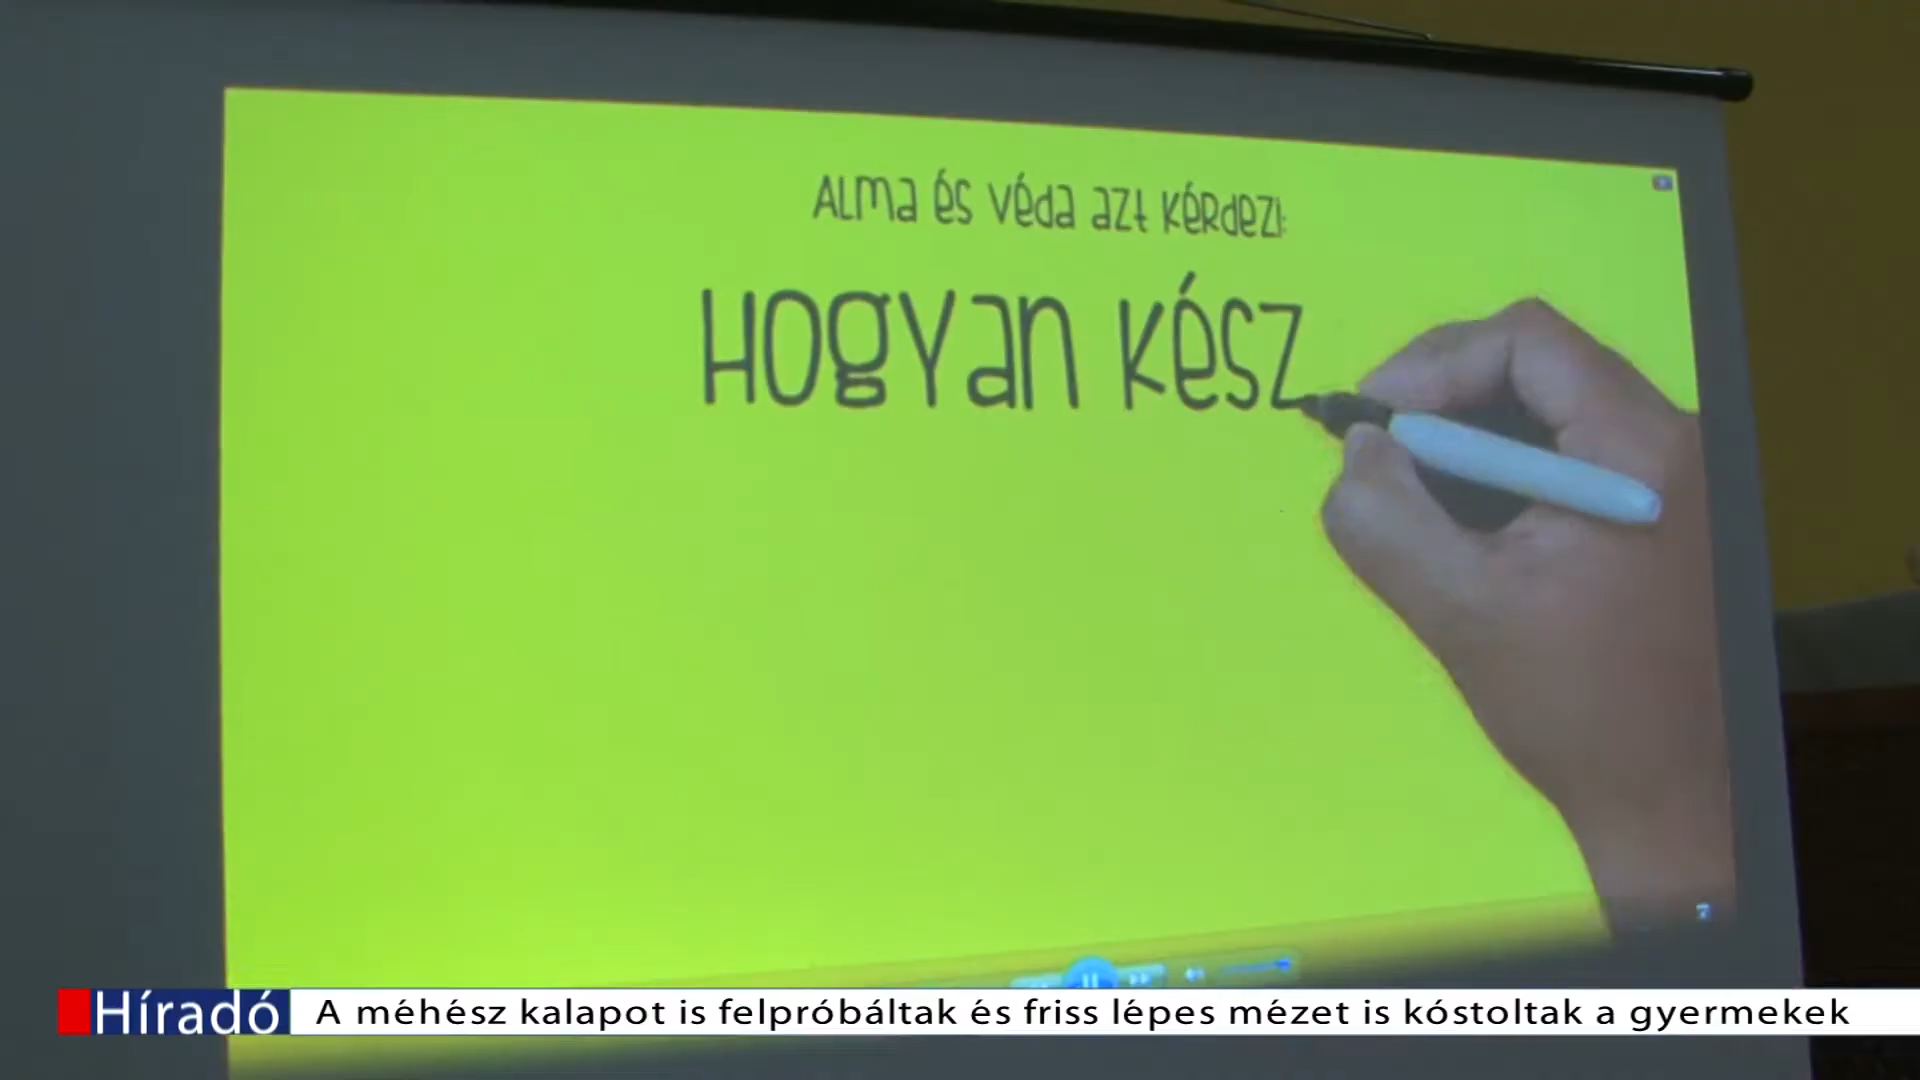 Alma és Véda azt kérdezi:
Hogyan kész
Híradó A méhész kalapot is felpróbáltak és friss lépes mézet is kóstoltak a gyermekek